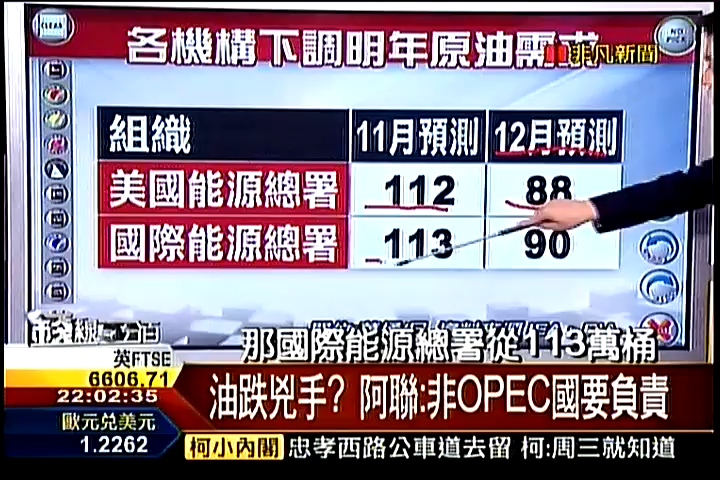 CLEAR
各機構下調明年原油需求
非凡新聞
組織 11月預測 12月預測
美國能源總署 112 88
國際能源總署 113 90
那國際能源總署從113萬桶
英FTSE
6606.71
22:02:35
油跌兇手? 阿聯:非OPEC國要負責
歐元兌美元
1.2262
柯小內閣 忠孝西路公車道去留 柯:周三就知道